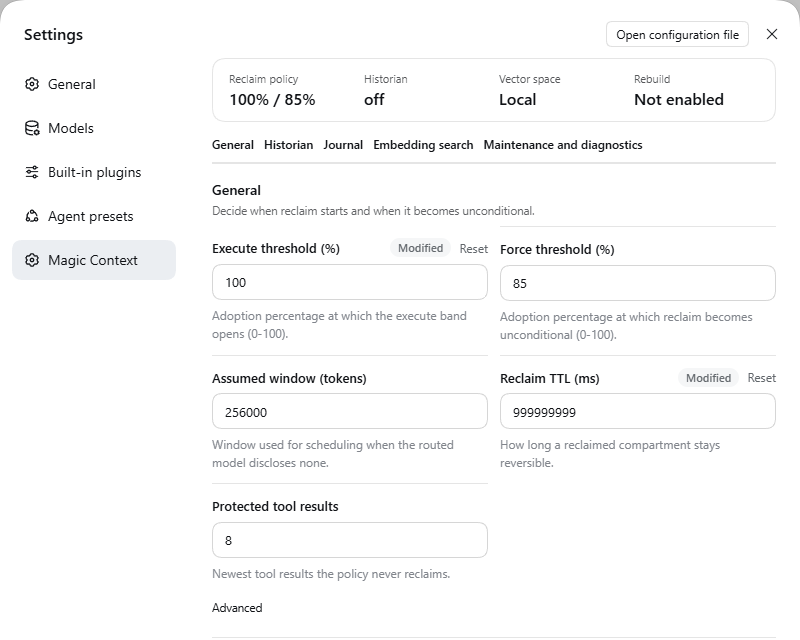 Settings
Open configuration file
General
Models
Built-in plugins
Agent presets
Magic Context
Reclaim policy
100% / 85%
Historian
off
Vector space
Local
Rebuild
Not enabled
General Historian Journal Embedding search Maintenance and diagnostics
General
Decide when reclaim starts and when it becomes unconditional.
Execute threshold (%) Modified Reset
100
Adoption percentage at which the execute band
opens (0-100).
Force threshold (%)
85
Adoption percentage at which reclaim becomes
unconditional (0-100).
Assumed window (tokens)
256000
Window used for scheduling when the routed
model discloses none.
Reclaim TTL (ms) Modified Reset
999999999
How long a reclaimed compartment stays
reversible.
Protected tool results
8
Newest tool results the policy never reclaims.
Advanced